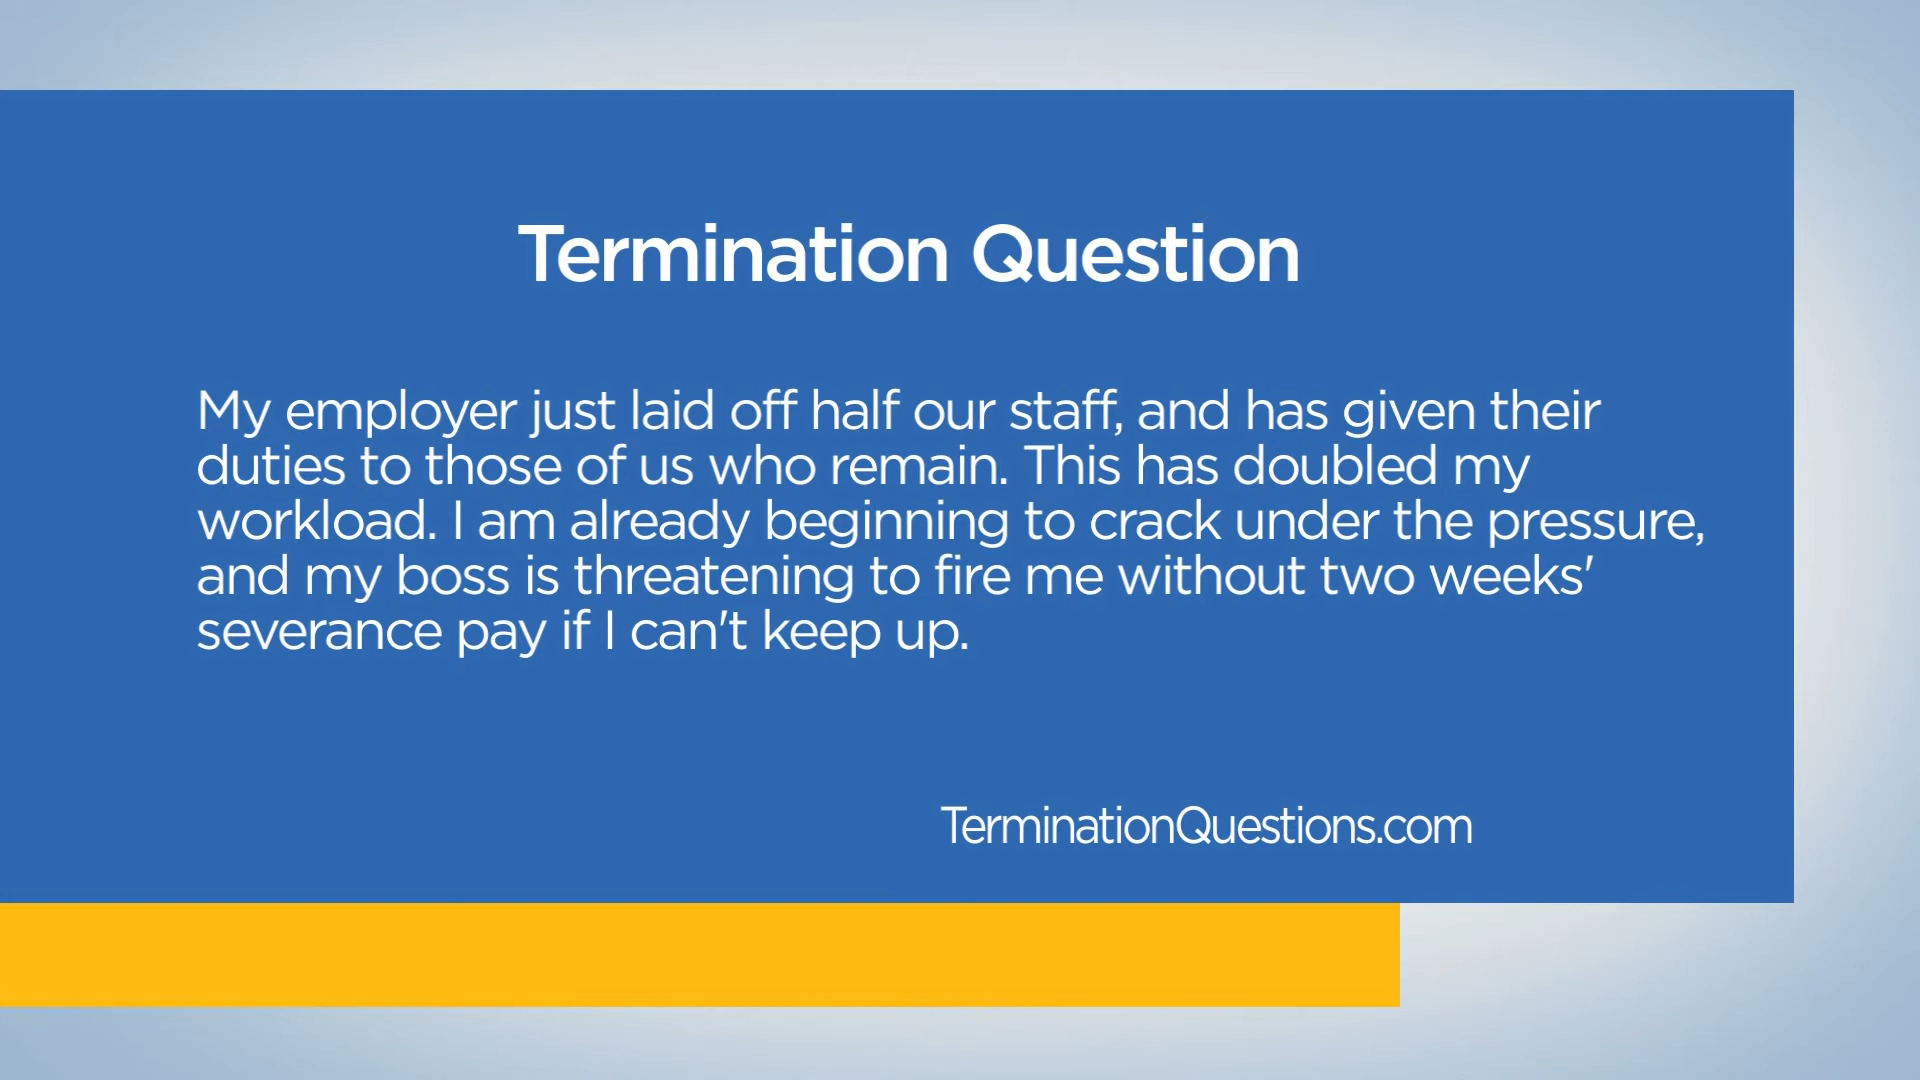 Termination Question
My employer just laid off half our staff, and has given their
duties to those of us who remain. This has doubled my
workload. I am already beginning to crack under the pressure,
and my boss is threatening to fire me without two weeks'
severance pay if I can't keep up.
TerminationQuestions.com